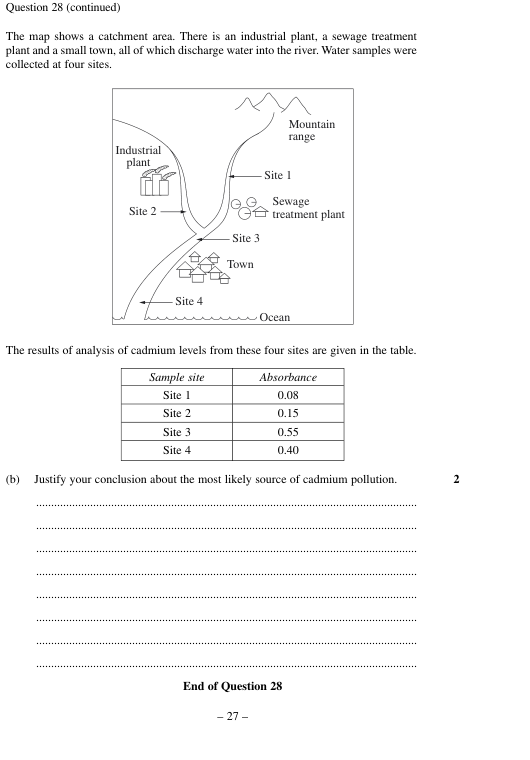 Question 28 (continued)
The map shows a catchment area. There is an industrial plant, a sewage treatment
plant and a small town, all of which discharge water into the river. Water samples were
collected at four sites.
Mountain
range
Industrial
plant
Site 1
Sewage
treatment plant
Site 2
Site 3
Town
Site 4
Ocean
The results of analysis of cadmium levels from these four sites are given in the table.
Sample site Absorbance
Site 1 0.08
Site 2 0.15
Site 3 0.55
Site 4 0.40
(b) Justify your conclusion about the most likely source of cadmium pollution. 2
End of Question 28
– 27 –